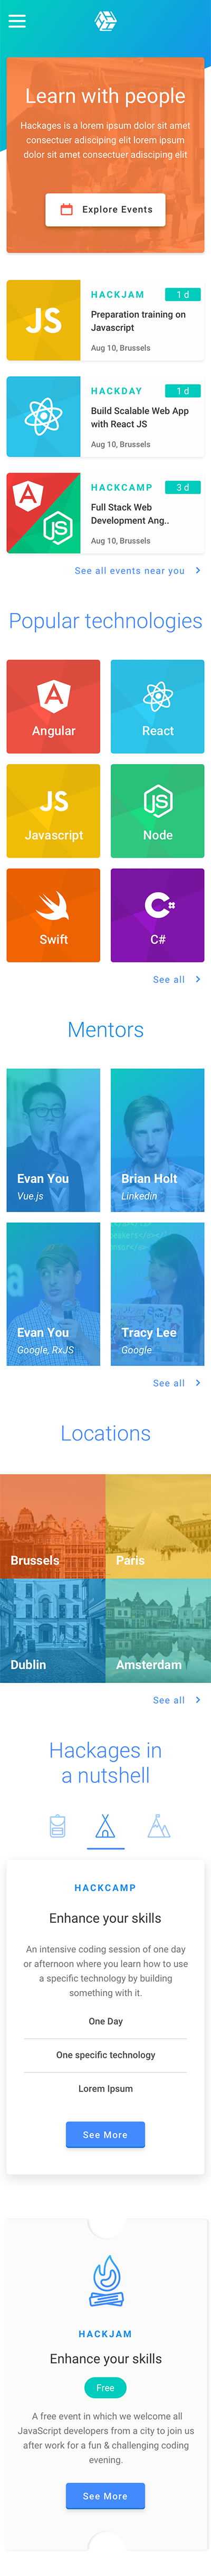 Learn with people
Hackages is a lorem ipsum dolor sit amet
consectuer adisciping elit lorem ipsum
dolor sit amet consectuer adisciping elit
Explore Events
JS
HACKJAM 1 d
Preparation training on
Javascript
Aug 10, Brussels
HACKDAY 1 d
Build Scalable Web App
with React JS
Aug 10, Brussels
A
JS
HACKCAMP 3 d
Full Stack Web
Development Ang..
Aug 10, Brussels
See all events near you
Popular technologies
A
Angular
React
JS
Javascript
JS
Node
Swift
C#
C#
See all
Mentors
Evan You
Vue.js
Brian Holt
Linkedin
Evan You
Google, RxJS
Tracy Lee
Google
See all
Locations
Brussels
Paris
Dublin
Amsterdam
See all
Hackages in
a nutshell
HACKCAMP
Enhance your skills
An intensive coding session of one day
or afternoon where you learn how to use
a specific technology by building
something with it.
One Day
One specific technology
Lorem Ipsum
See More
HACKJAM
Enhance your skills
Free
A free event in which we welcome all
JavaScript developers from a city to join us
after work for a fun & challenging coding
evening.
See More